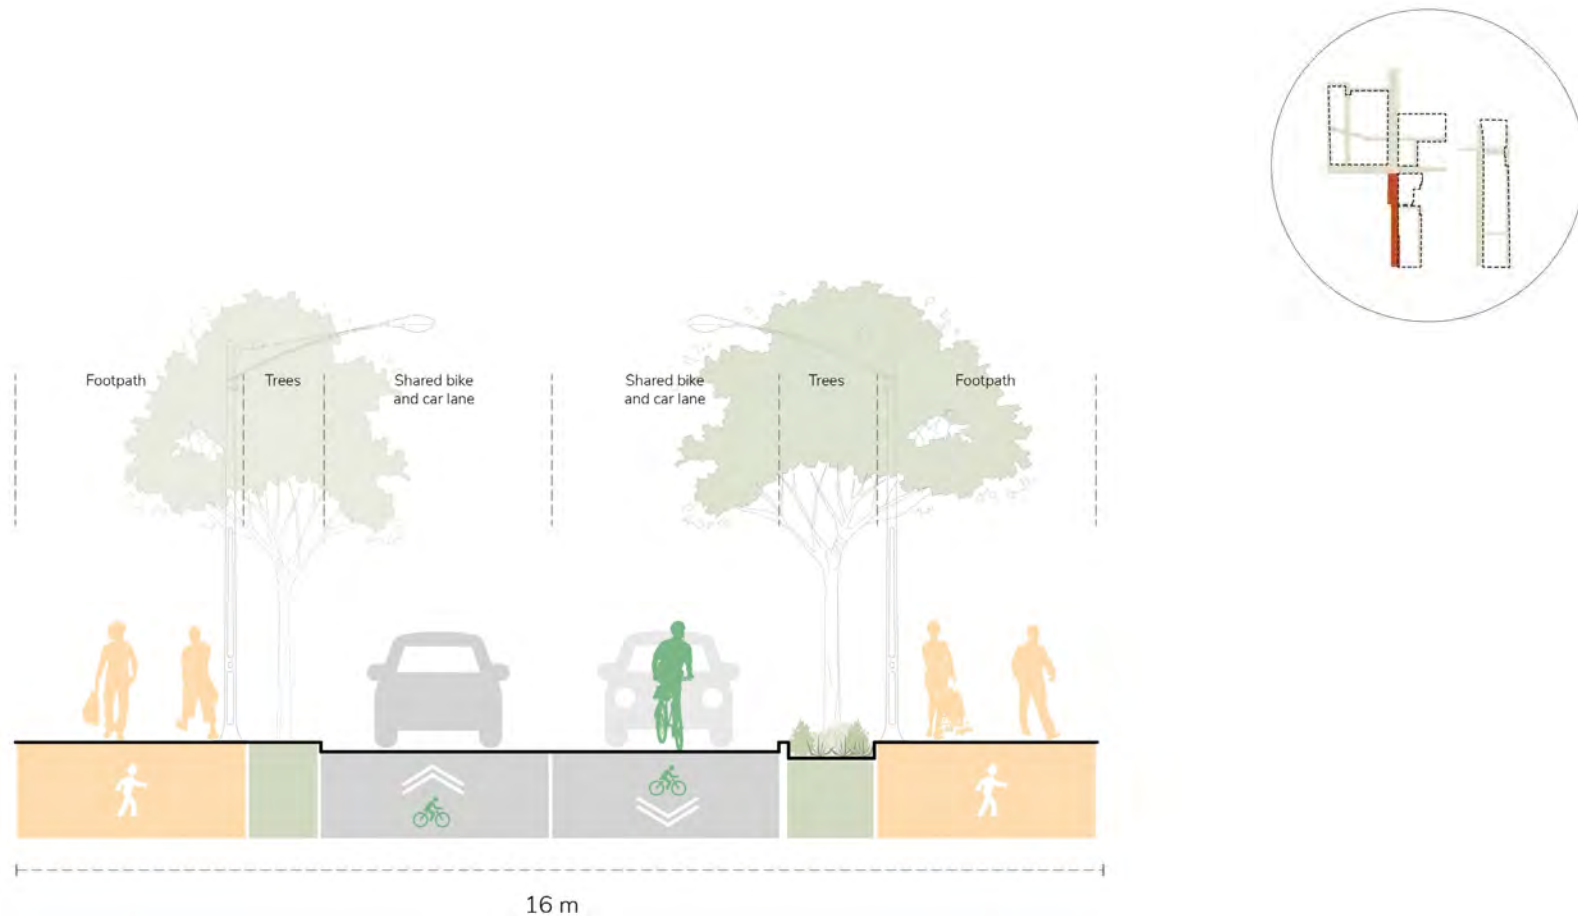 Footpath
Trees
Shared bike
and car lane
Shared bike
and car lane
Trees
Footpath
16 m